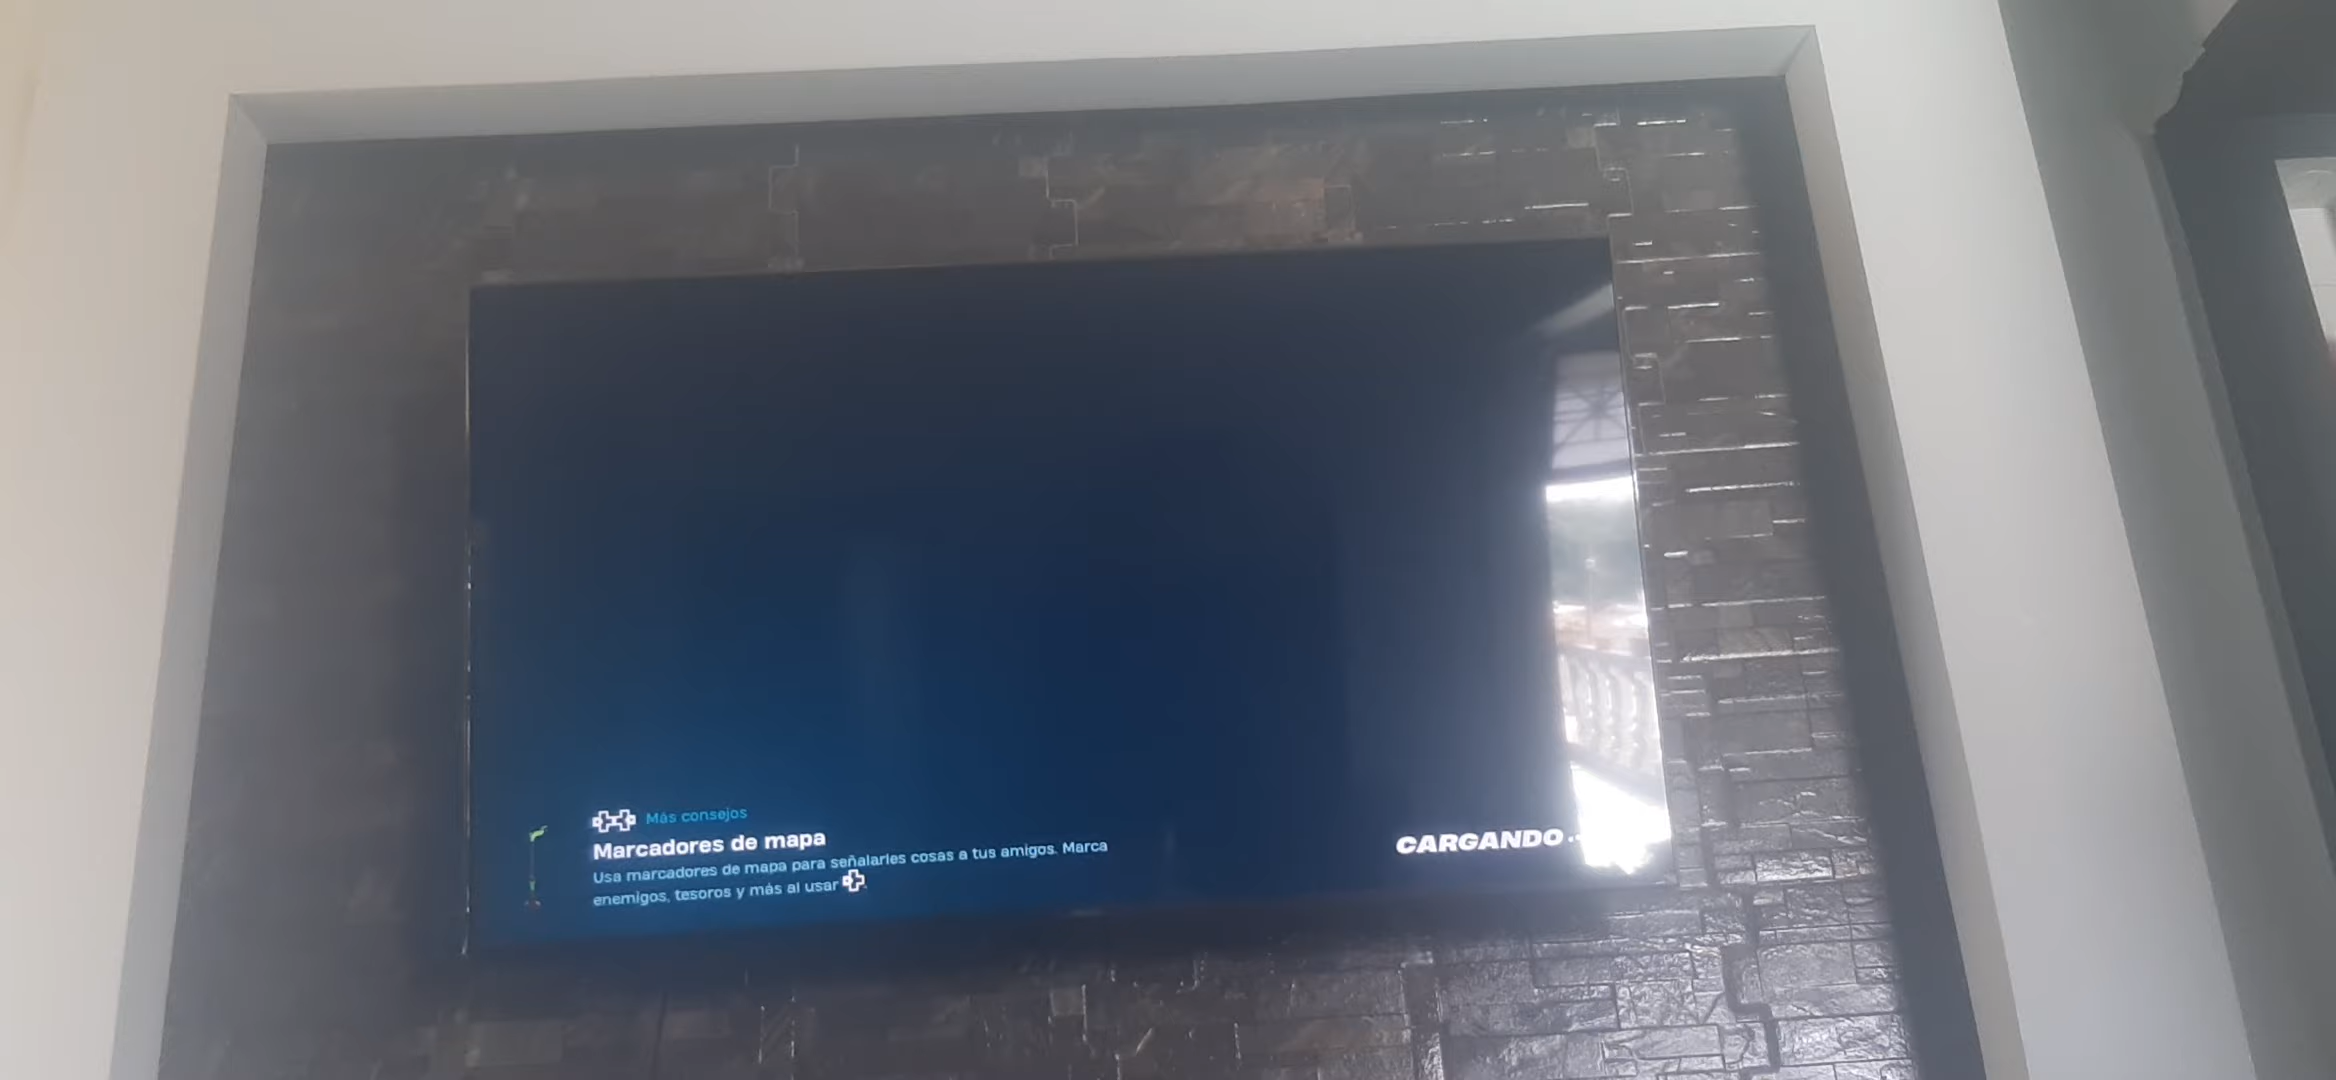 Más consejos
Marcadores de mapa
Usa marcadores de mapa para señalarles cosas a tus amigos. Marca
enemigos, tesoros y más al usar
CARGANDO..